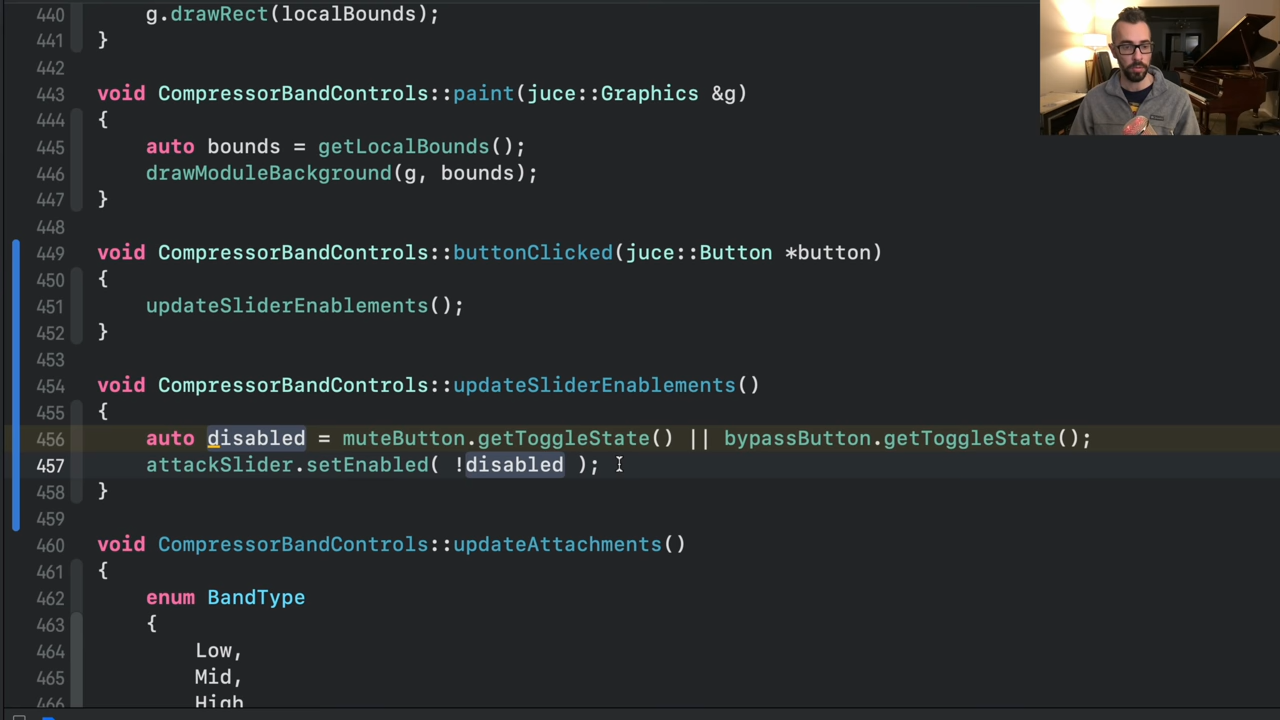 440 g.drawRect(localBounds);
441 }
442
443 void CompressorBandControls::paint(juce::Graphics &g)
444 {
445 auto bounds = getLocalBounds();
446 drawModuleBackground(g, bounds);
447 }
448
449 void CompressorBandControls::buttonClicked(juce::Button *button)
450 {
451 updateSliderEnablements();
452 }
453
454 void CompressorBandControls::updateSliderEnablements()
455 {
456 auto disabled = muteButton.getToggleState() || bypassButton.getToggleState();
457 attackSlider.setEnabled( !disabled );
458 }
459
460 void CompressorBandControls::updateAttachments()
461 {
462 enum BandType
463 {
464 Low,
465 Mid,
466 High